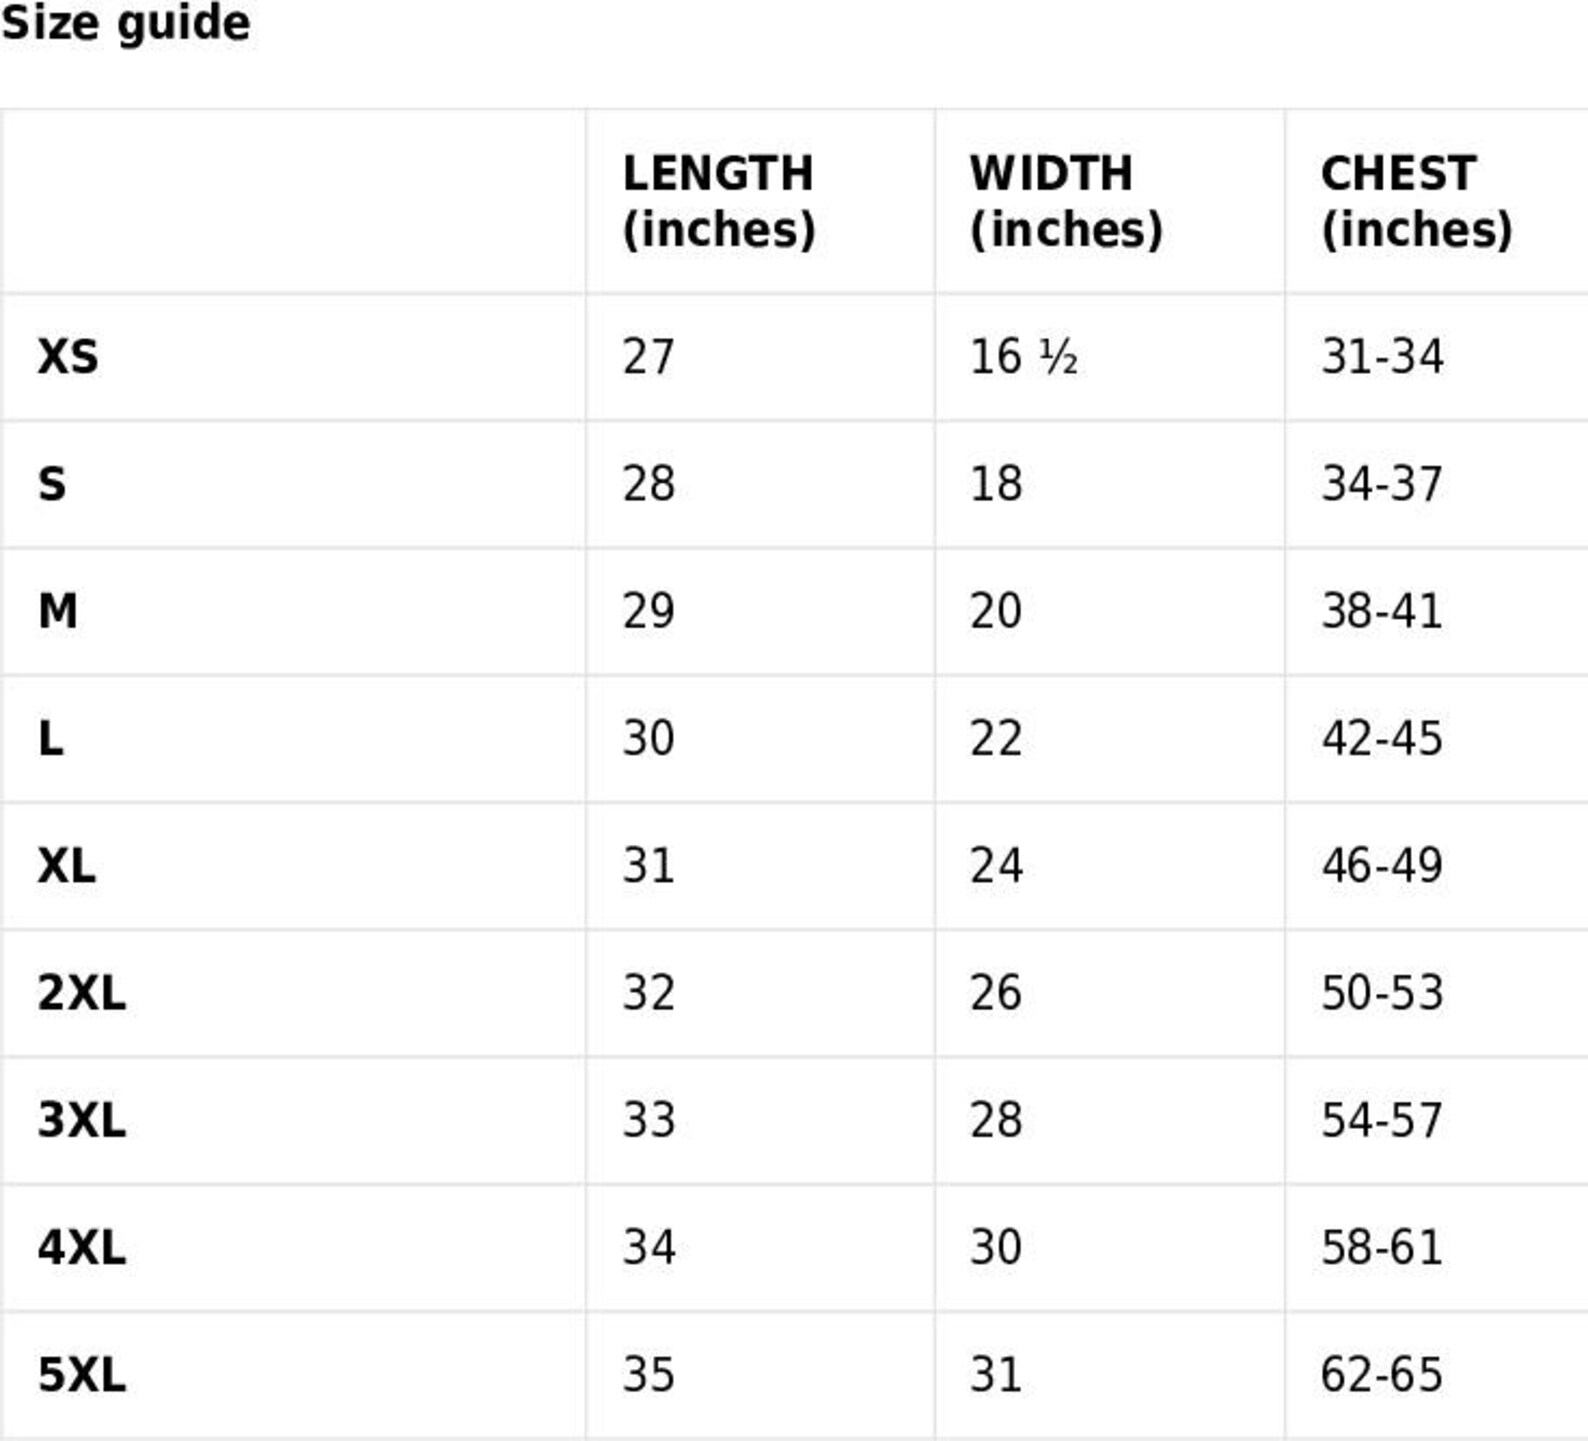 Size guide
LENGTH (inches) WIDTH (inches) CHEST (inches)
XS 27 16 ½ 31-34
S 28 18 34-37
M 29 20 38-41
L 30 22 42-45
XL 31 24 46-49
2XL 32 26 50-53
3XL 33 28 54-57
4XL 34 30 58-61
5XL 35 31 62-65